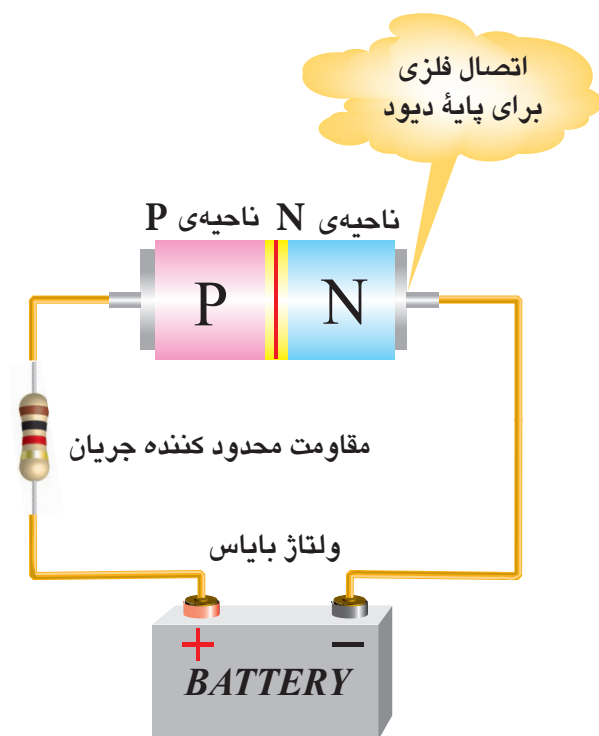 اتصال فلزی
برای پایهٔ دیود
ناحیه‌ی N ناحیه‌ی P
P N
مقاومت محدود کننده جریان
ولتاژ بایاس
+ −
BATTERY